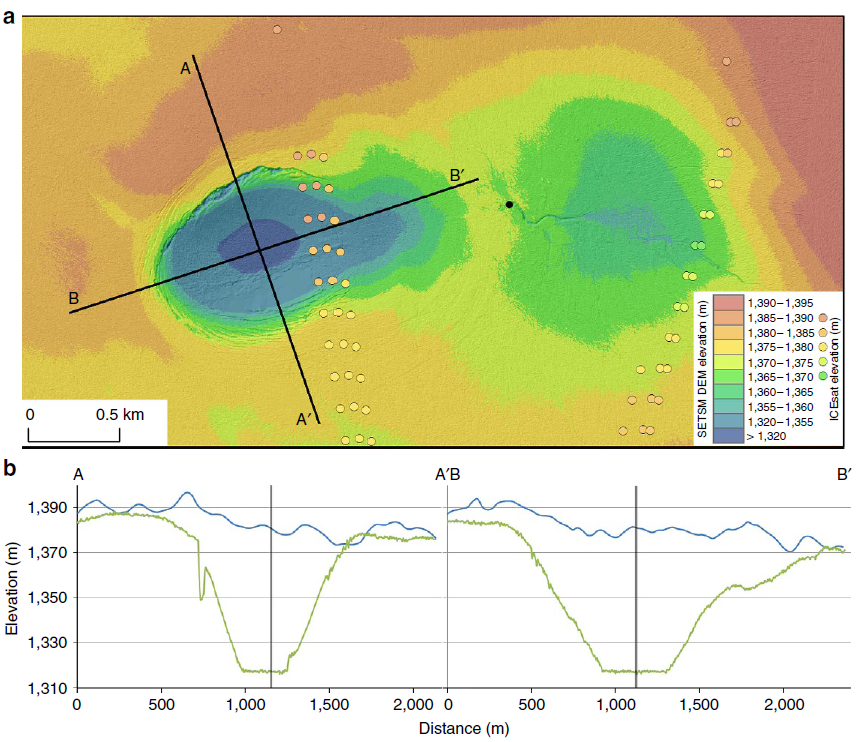 a
A
B′
B
A′
0 0.5 km
SETSM DEM elevation (m)
1,390–1,395
1,385–1,390
1,380–1,385
1,375–1,380
1,370–1,375
1,365–1,370
1,360–1,365
1,355–1,360
1,320–1,355
> 1,320
ICEsat elevation (m)
b
A A′B B′
Elevation (m)
1,390
1,370
1,350
1,330
1,310
0 500 1,000 1,500 2,000 0 500 1,000 1,500 2,000
Distance (m)